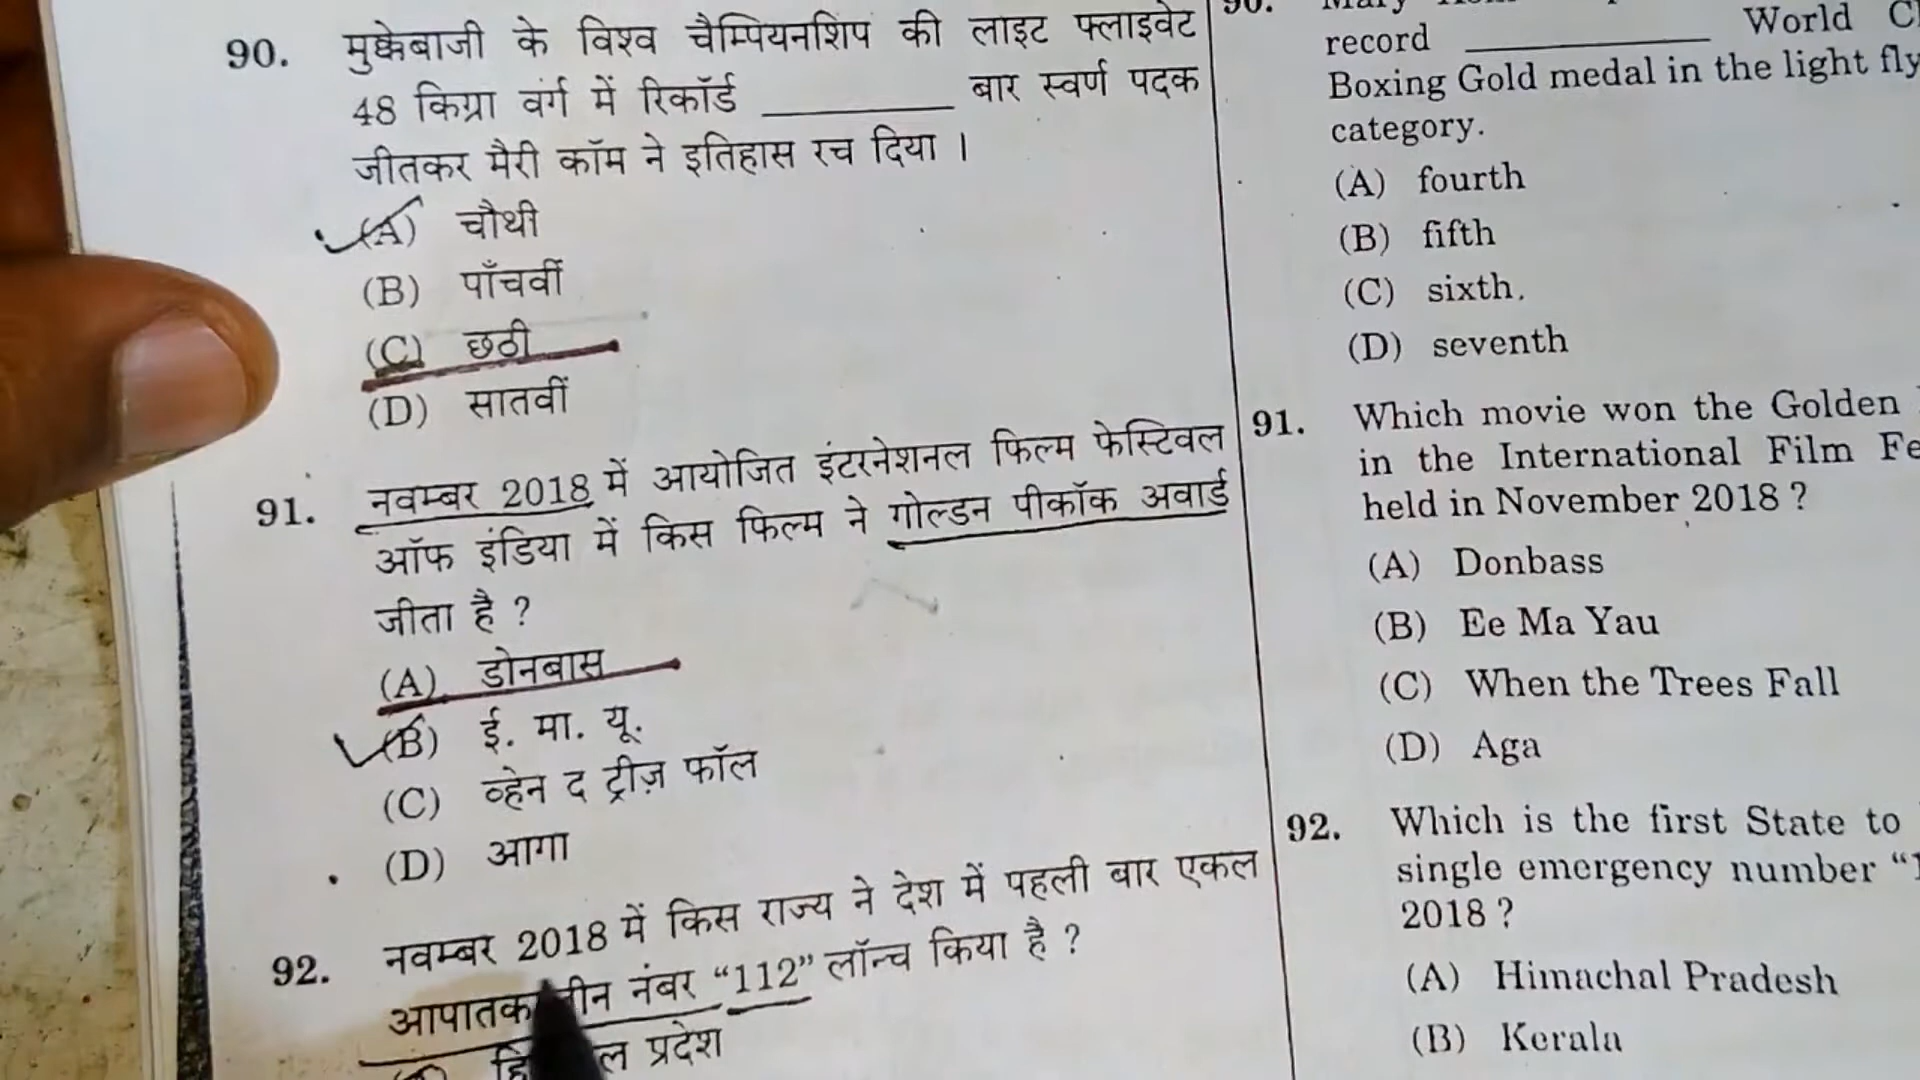 90. मुक्केबाजी के विश्व चैम्पियनशिप की लाइट फ्लाइवेट
48 किग्रा वर्ग में रिकॉर्ड __________ बार स्वर्ण पदक
जीतकर मैरी कॉम ने इतिहास रच दिया ।
(A) चौथी
(B) पाँचवीं
(C) छठी
(D) सातवीं
91. नवम्बर 2018 में आयोजित इंटरनेशनल फिल्म फेस्टिवल
ऑफ इंडिया में किस फिल्म ने गोल्डन पीकॉक अवार्ड
जीता है ?
(A) डोनबास
(B) ई. मा. यू.
(C) व्हेन द ट्रीज़ फॉल
(D) आगा
92. नवम्बर 2018 में किस राज्य ने देश में पहली बार एकल
नंबर “112” लॉन्च किया है ?
प्रदेश
90. Mary
record __________ World
Boxing Gold medal in the light
category.
(A) fourth
(B) fifth
(C) sixth.
(D) seventh
91. Which movie won the Golden
in the International Film
held in November 2018 ?
(A) Donbass
(B) Ee Ma Yau
(C) When the Trees Fall
(D) Aga
92. Which is the first State to
single emergency number
2018 ?
(A) Himachal Pradesh
(B) Kerala